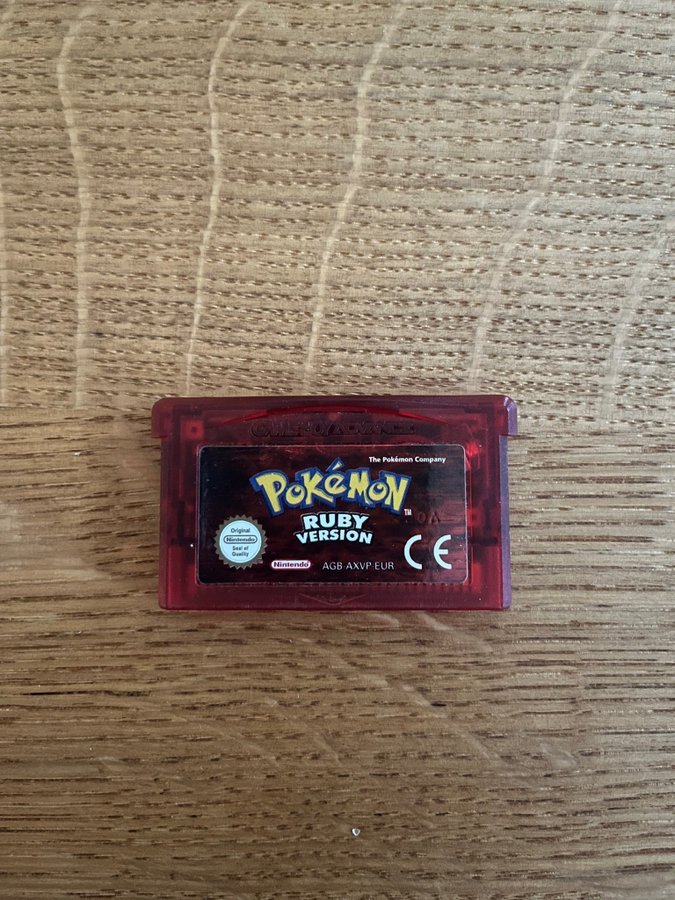 GAME BOY ADVANCE
The Pokémon Company
POKéMON
TM
RUBY
VERSION
Original
Nintendo
Seal of
Quality
Nintendo
AGB-AXVP-EUR
CE